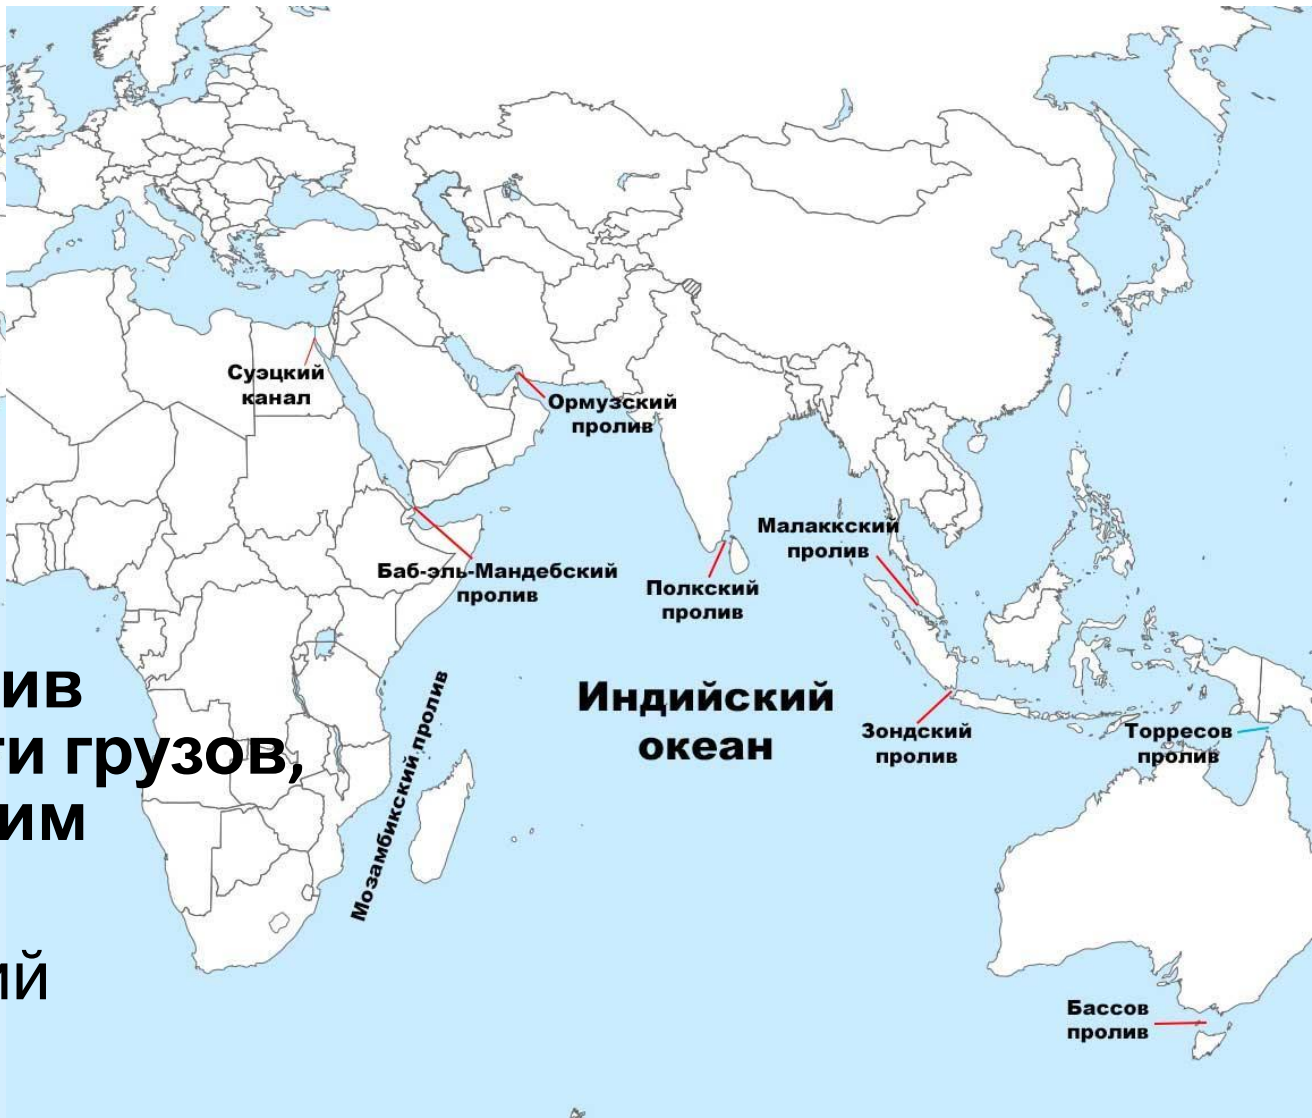 Суэцкий
канал
Ормузский
пролив
Малаккский
пролив
Баб-эль-Мандебский
пролив
Полкский
пролив
Мозамбикский пролив
Индийский
океан
Зондский
пролив
Торресов
пролив
Бассов
пролив
ив
ти грузов,
им
ий